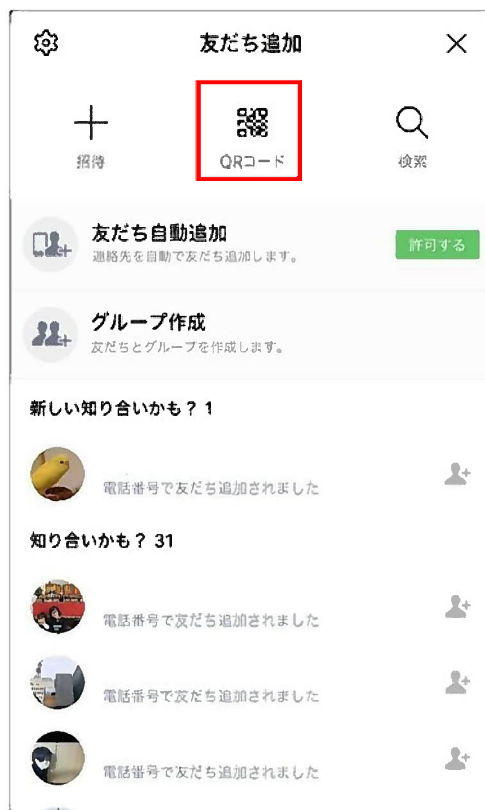 友だち追加
招待
QRコード
検索
友だち自動追加
連絡先を自動で友だち追加します。
許可する
グループ作成
友だちとグループを作成します。
新しい知り合いかも？ 1
電話番号で友だち追加されました
知り合いかも？ 31
電話番号で友だち追加されました
電話番号で友だち追加されました
電話番号で友だち追加されました